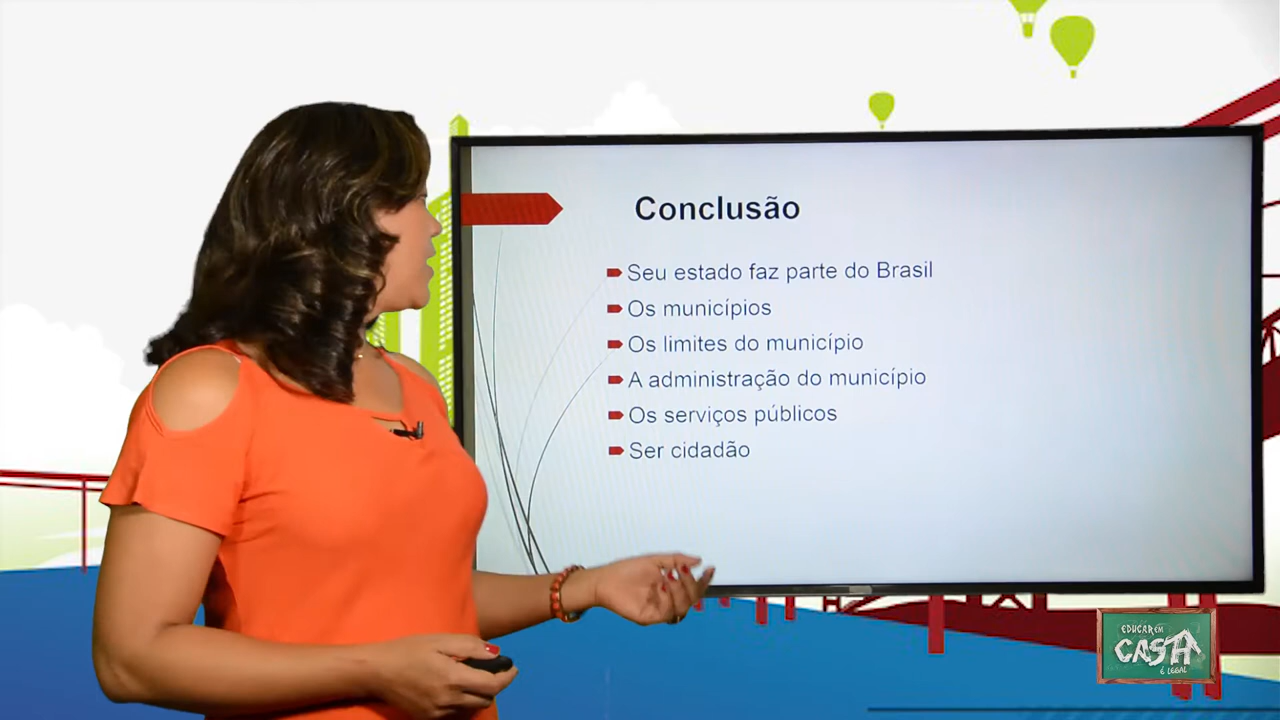 Conclusão
Seu estado faz parte do Brasil
Os municípios
Os limites do município
A administração do município
Os serviços públicos
Ser cidadão
EDUCAR EM
CASA
É LEGAL